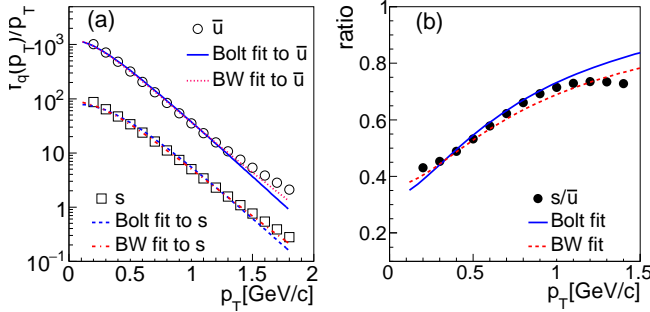 (a)
f_q(p_T)/p_T
10^3
10^2
10
1
10^{-1}
u̅
Bolt fit to u̅
BW fit to u̅
s
Bolt fit to s
BW fit to s
0 0.5 1 1.5 2
p_T[GeV/c]
(b)
ratio
1
0.8
0.6
0.4
0.2
s/u̅
Bolt fit
BW fit
0 0.5 1 1.5
p_T[GeV/c]